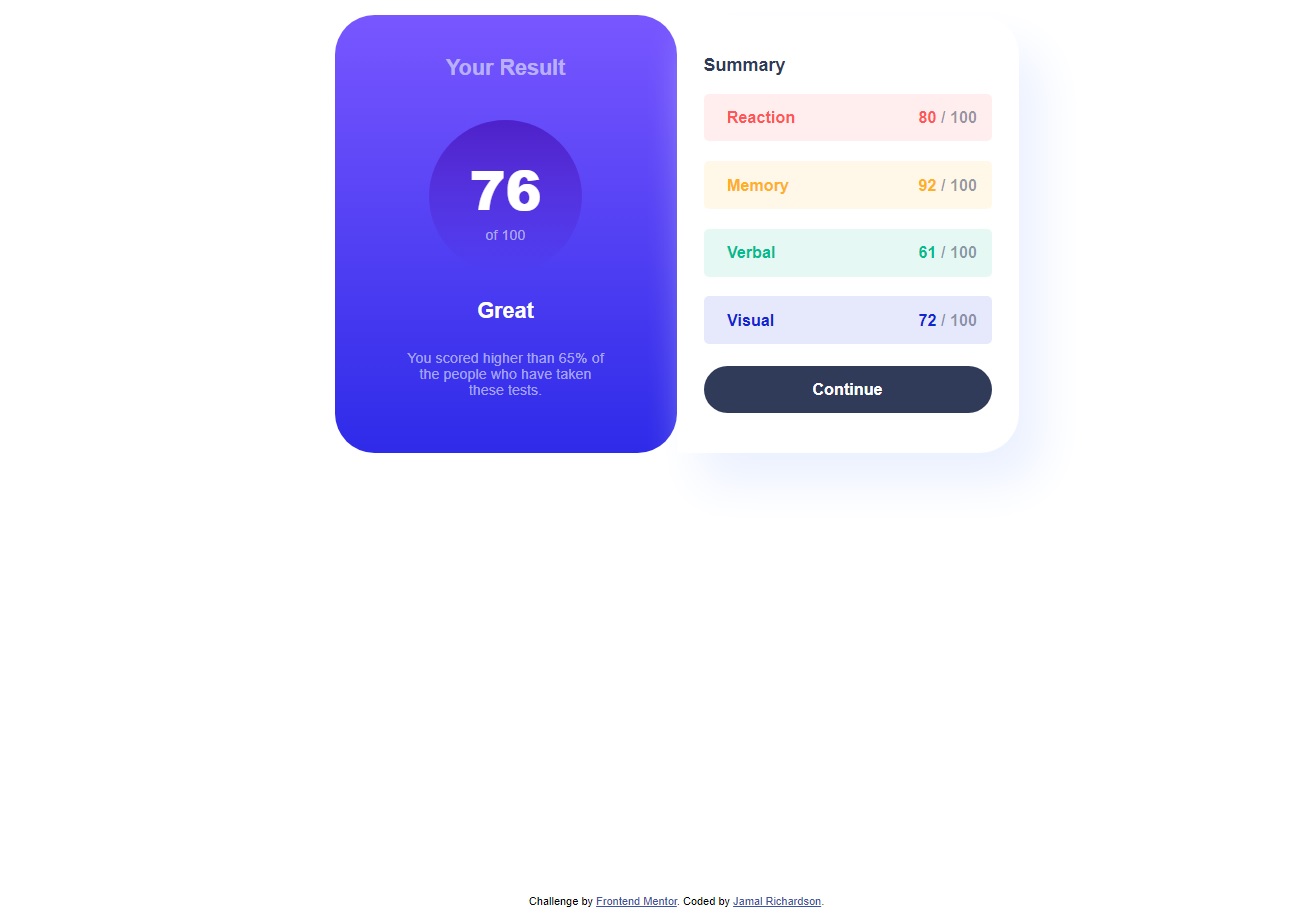 Your Result
76
of 100
Great
You scored higher than 65% of
the people who have taken
these tests.
Summary
Reaction 80 / 100
Memory 92 / 100
Verbal 61 / 100
Visual 72 / 100
Continue
Challenge by Frontend Mentor. Coded by Jamal Richardson.